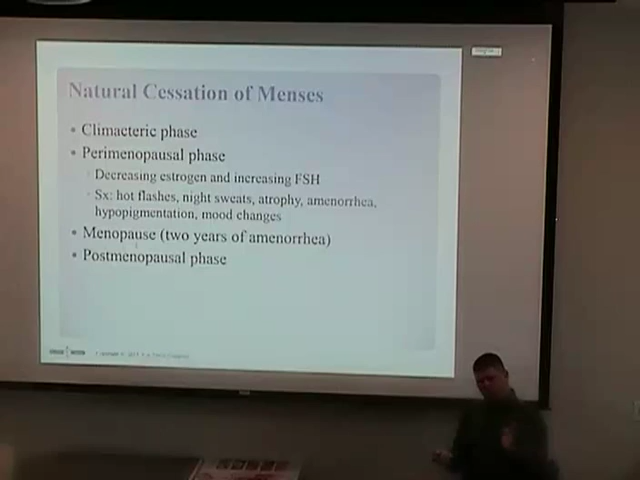 Natural Cessation of Menses
• Climacteric phase
• Perimenopausal phase
Decreasing estrogen and increasing FSH
Sx: hot flashes, night sweats, atrophy, amenorrhea,
hypopigmentation, mood changes
• Menopause (two years of amenorrhea)
• Postmenopausal phase